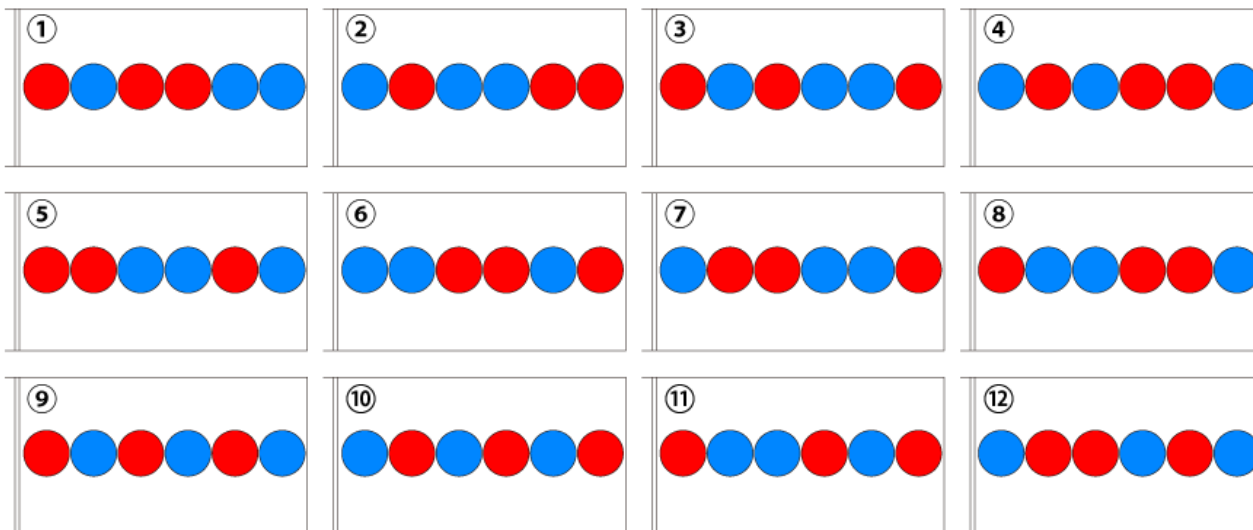 ① ② ③ ④
⑤ ⑥ ⑦ ⑧
⑨ ⑩ ⑪ ⑫